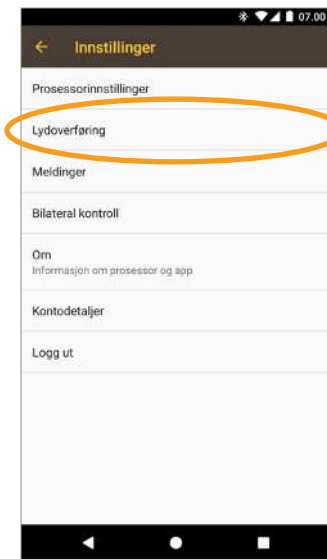 07.00
Innstillinger
Prosessorinnstillinger
Lydoverføring
Meldinger
Bilateral kontroll
Om
Informasjon om prosessor og app
Kontodetaljer
Logg ut